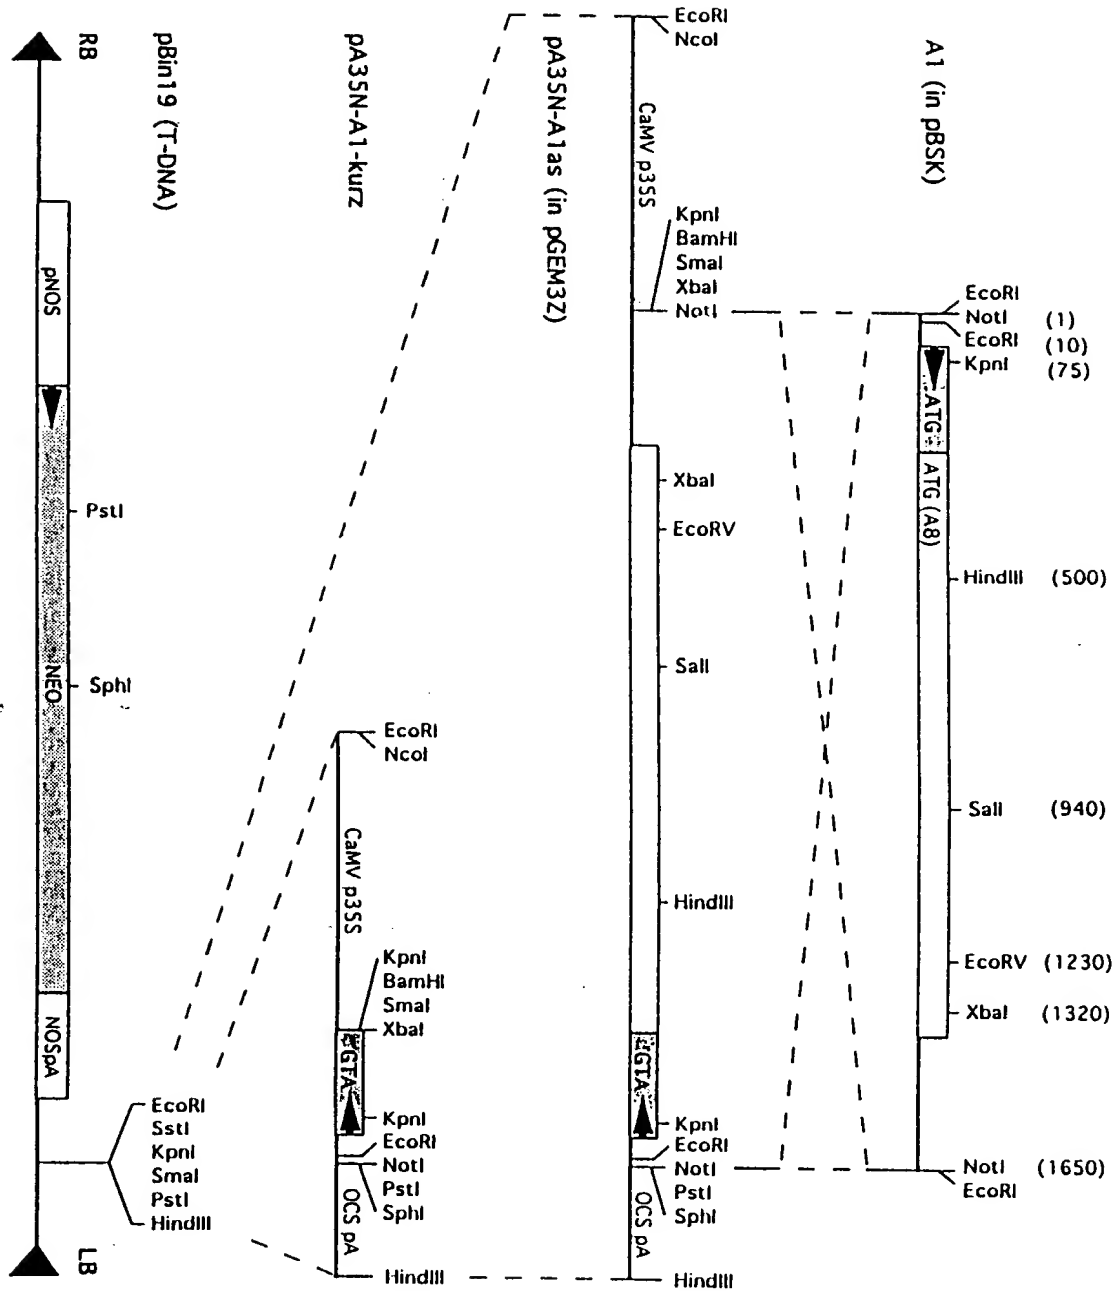 A1 (in pBSK)
EcoRI
NotI (1)
EcoRI (10)
KpnI (75)
ATG
ATG (A8)
HindIII (500)
SalI (940)
EcoRV (1230)
XbaI (1320)
NotI (1650)
EcoRI
pA35N-A1as (in pGEM3Z)
EcoRI
NcoI
CaMV p35S
KpnI
BamHI
SmaI
XbaI
NotI
XbaI
EcoRV
SalI
HindIII
GTA
KpnI
EcoRI
NotI
PstI
SphI
OCS pA
HindIII
pA35N-A1-kurz
EcoRI
NcoI
CaMV p35S
KpnI
BamHI
SmaI
XbaI
GTA
KpnI
EcoRI
NotI
PstI
SphI
OCS pA
HindIII
pBin19 (T-DNA)
RB
pNOS
PstI
SphI
NEO
NOSpA
EcoRI
SstI
KpnI
SmaI
PstI
HindIII
LB